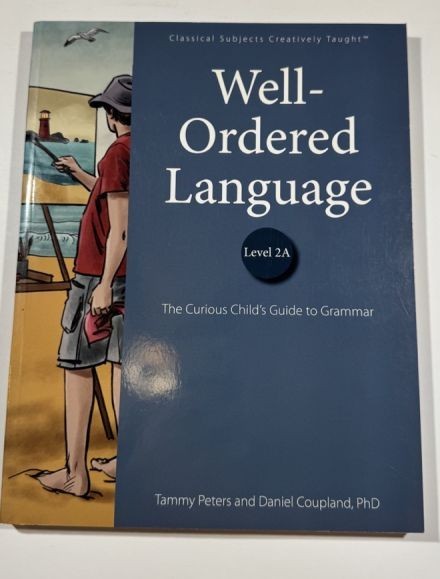 Classical Subjects Creatively Taught™
Well-
Ordered
Language
Level 2A
The Curious Child's Guide to Grammar
Tammy Peters and Daniel Coupland, PhD